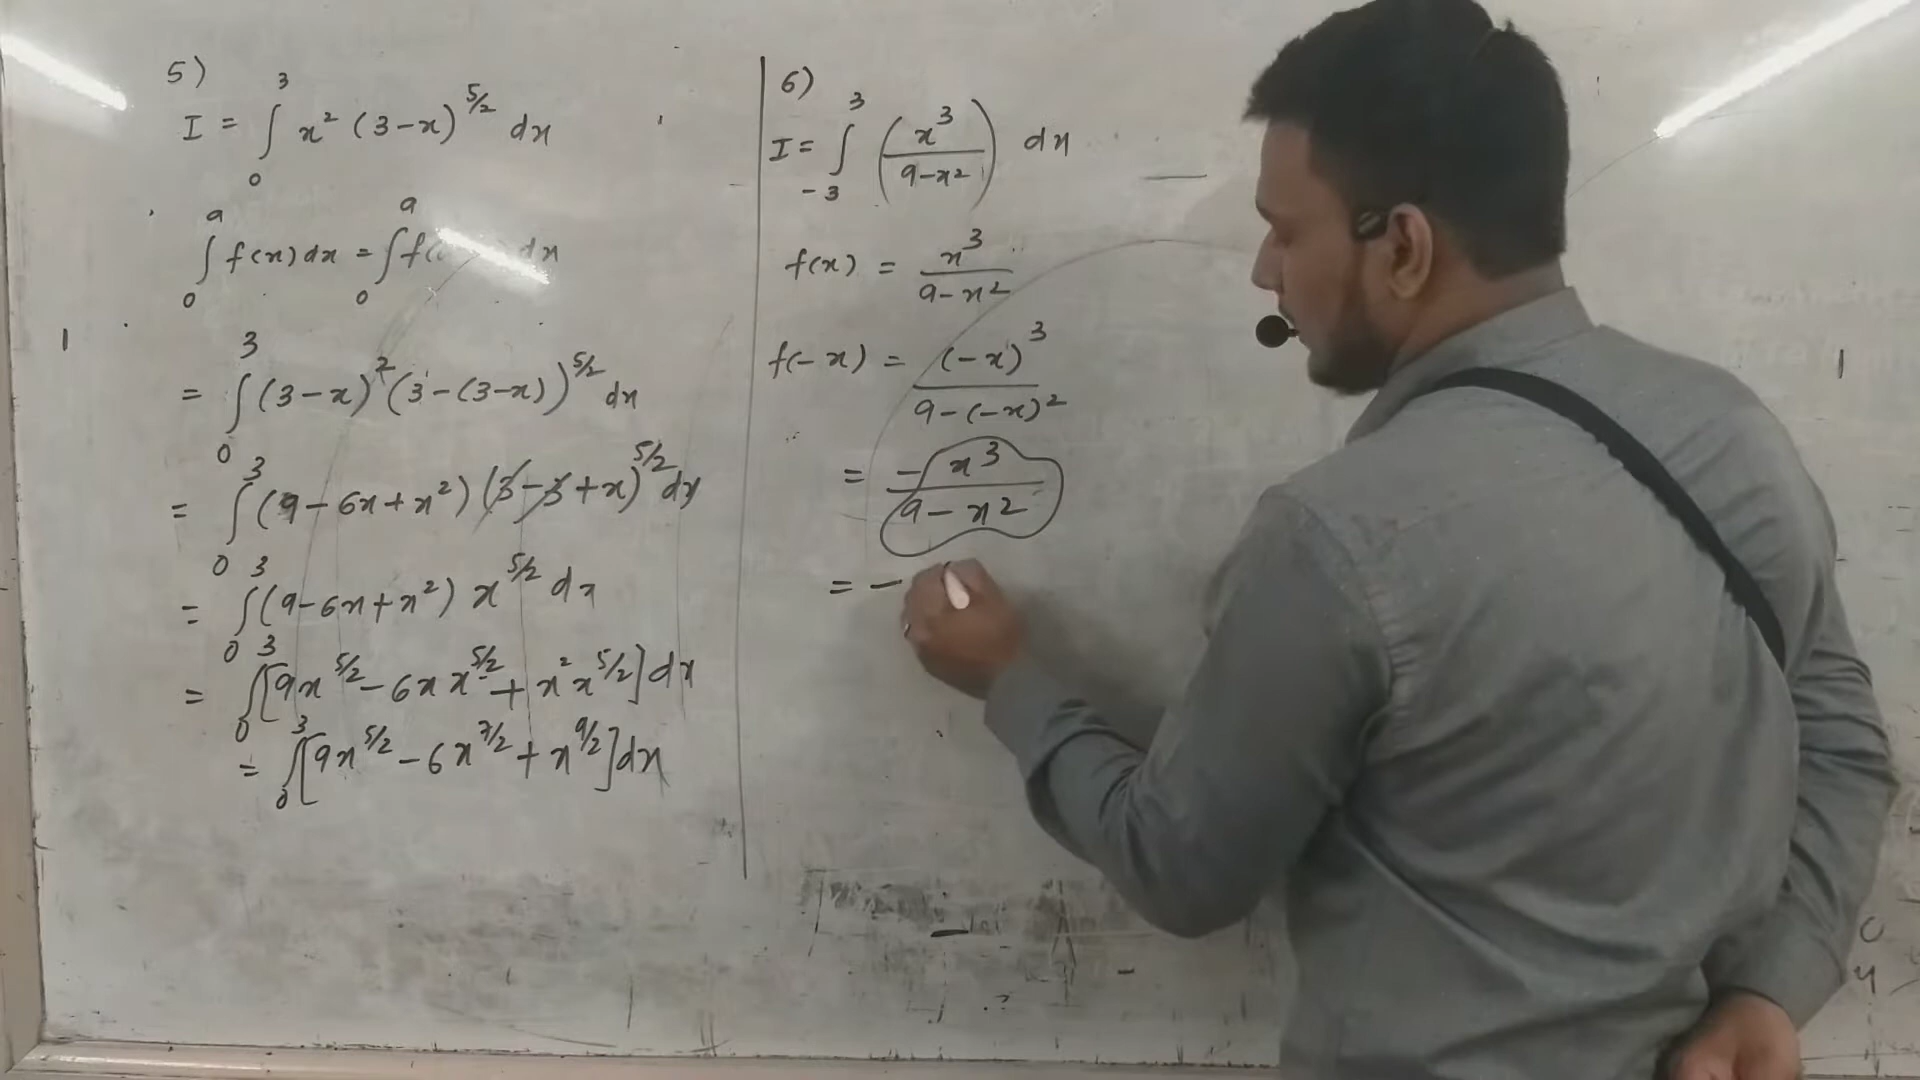 5)
I = ∫₀³ x² (3-x)^5/2 dx
∫₀ᵃ f(x) dx = ∫₀ᵃ f( dx
= ∫₀³ (3-x)² (3-(3-x))^5/2 dx
= ∫₀³ (9-6x+x²) (3-3+x)^5/2 dx
= ∫₀³ (9-6x+x²) x^5/2 dx
= ∫₀³ [9x^5/2 - 6x x^5/2 + x² x^5/2] dx
= ∫₀³ [9x^5/2 - 6x^7/2 + x^9/2] dx
6)
I = ∫₋₃³ (x³/(9-x²)) dx
f(x) = x³/(9-x²)
f(-x) = (-x)³/(9-(-x)²)
= -x³/(9-x²)
= -